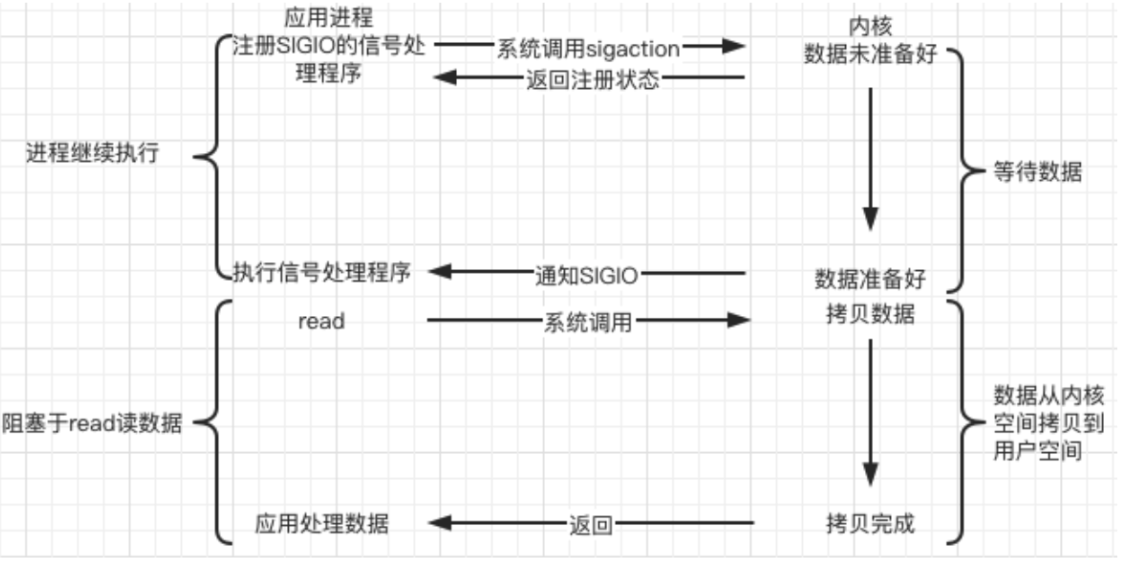 应用进程
注册SIGIO的信号处
理程序
系统调用sigaction
返回注册状态
内核
数据未准备好
进程继续执行
等待数据
执行信号处理程序
通知SIGIO
数据准备好
read
系统调用
拷贝数据
阻塞于read读数据
数据从内核
空间拷贝到
用户空间
应用处理数据
返回
拷贝完成